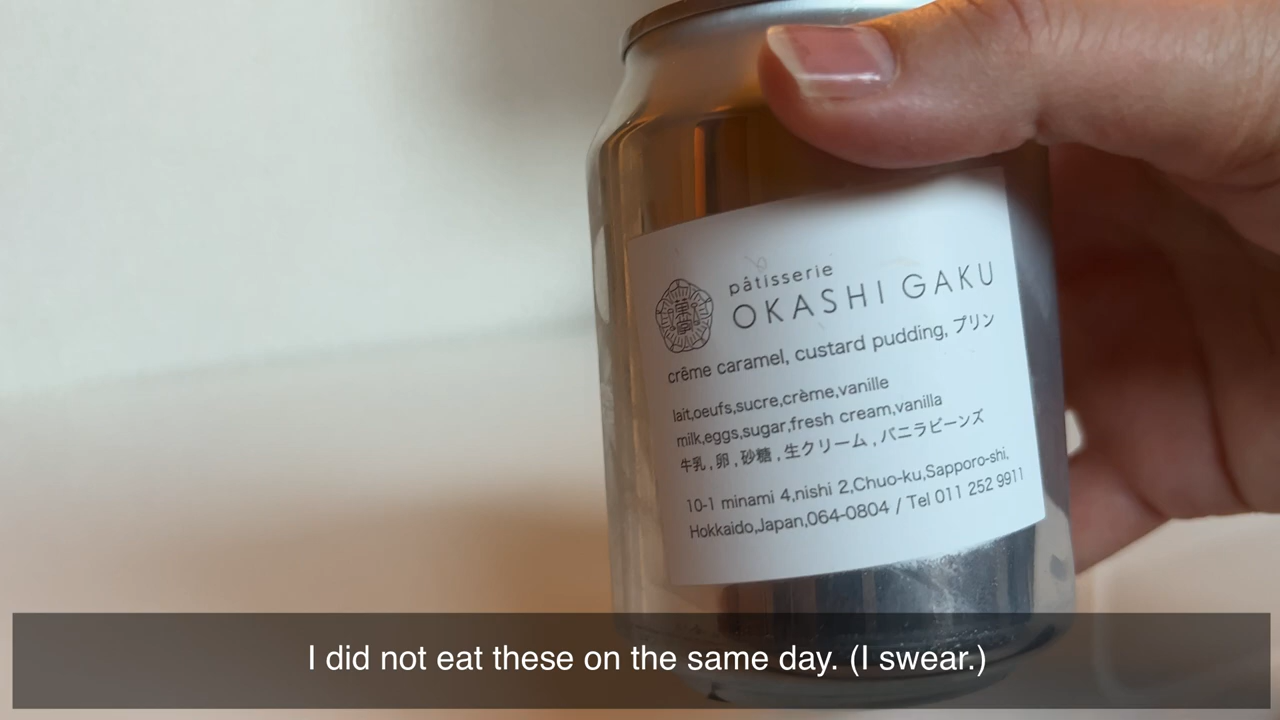 pâtisserie
OKASHI GAKU
crēme caramel, custard pudding, プリン
lait,oeufs,sucre,crème,vanille
milk,eggs,sugar,fresh cream,vanilla
牛乳 , 卵 , 砂糖 , 生クリーム , バニラビーンズ
10-1 minami 4,nishi 2,Chuo-ku,Sapporo-shi,
Hokkaido,Japan,064-0804 / Tel 011 252 9911
I did not eat these on the same day. (I swear.)